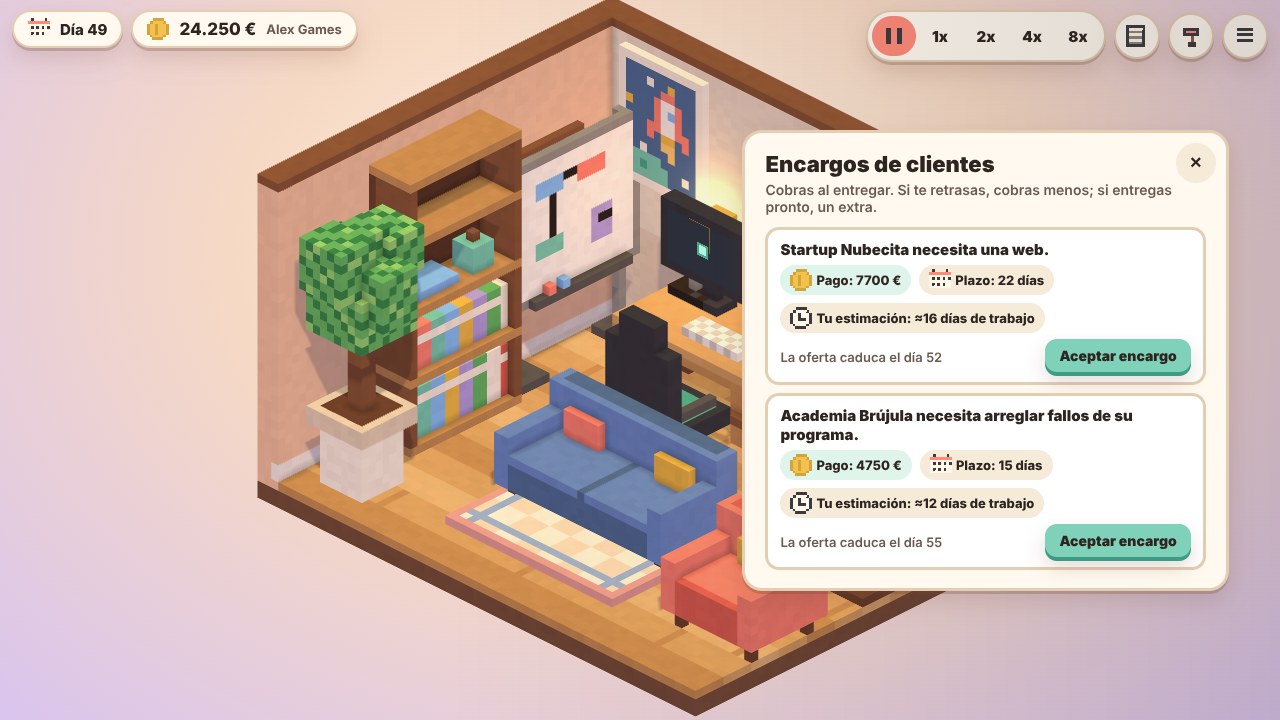 Día 49
24.250 € Alex Games
1x 2x 4x 8x
Encargos de clientes
Cobras al entregar. Si te retrasas, cobras menos; si entregas
pronto, un extra.
Startup Nubecita necesita una web.
Pago: 7700 €
Plazo: 22 días
Tu estimación: ≈16 días de trabajo
La oferta caduca el día 52
Aceptar encargo
Academia Brújula necesita arreglar fallos de su
programa.
Pago: 4750 €
Plazo: 15 días
Tu estimación: ≈12 días de trabajo
La oferta caduca el día 55
Aceptar encargo